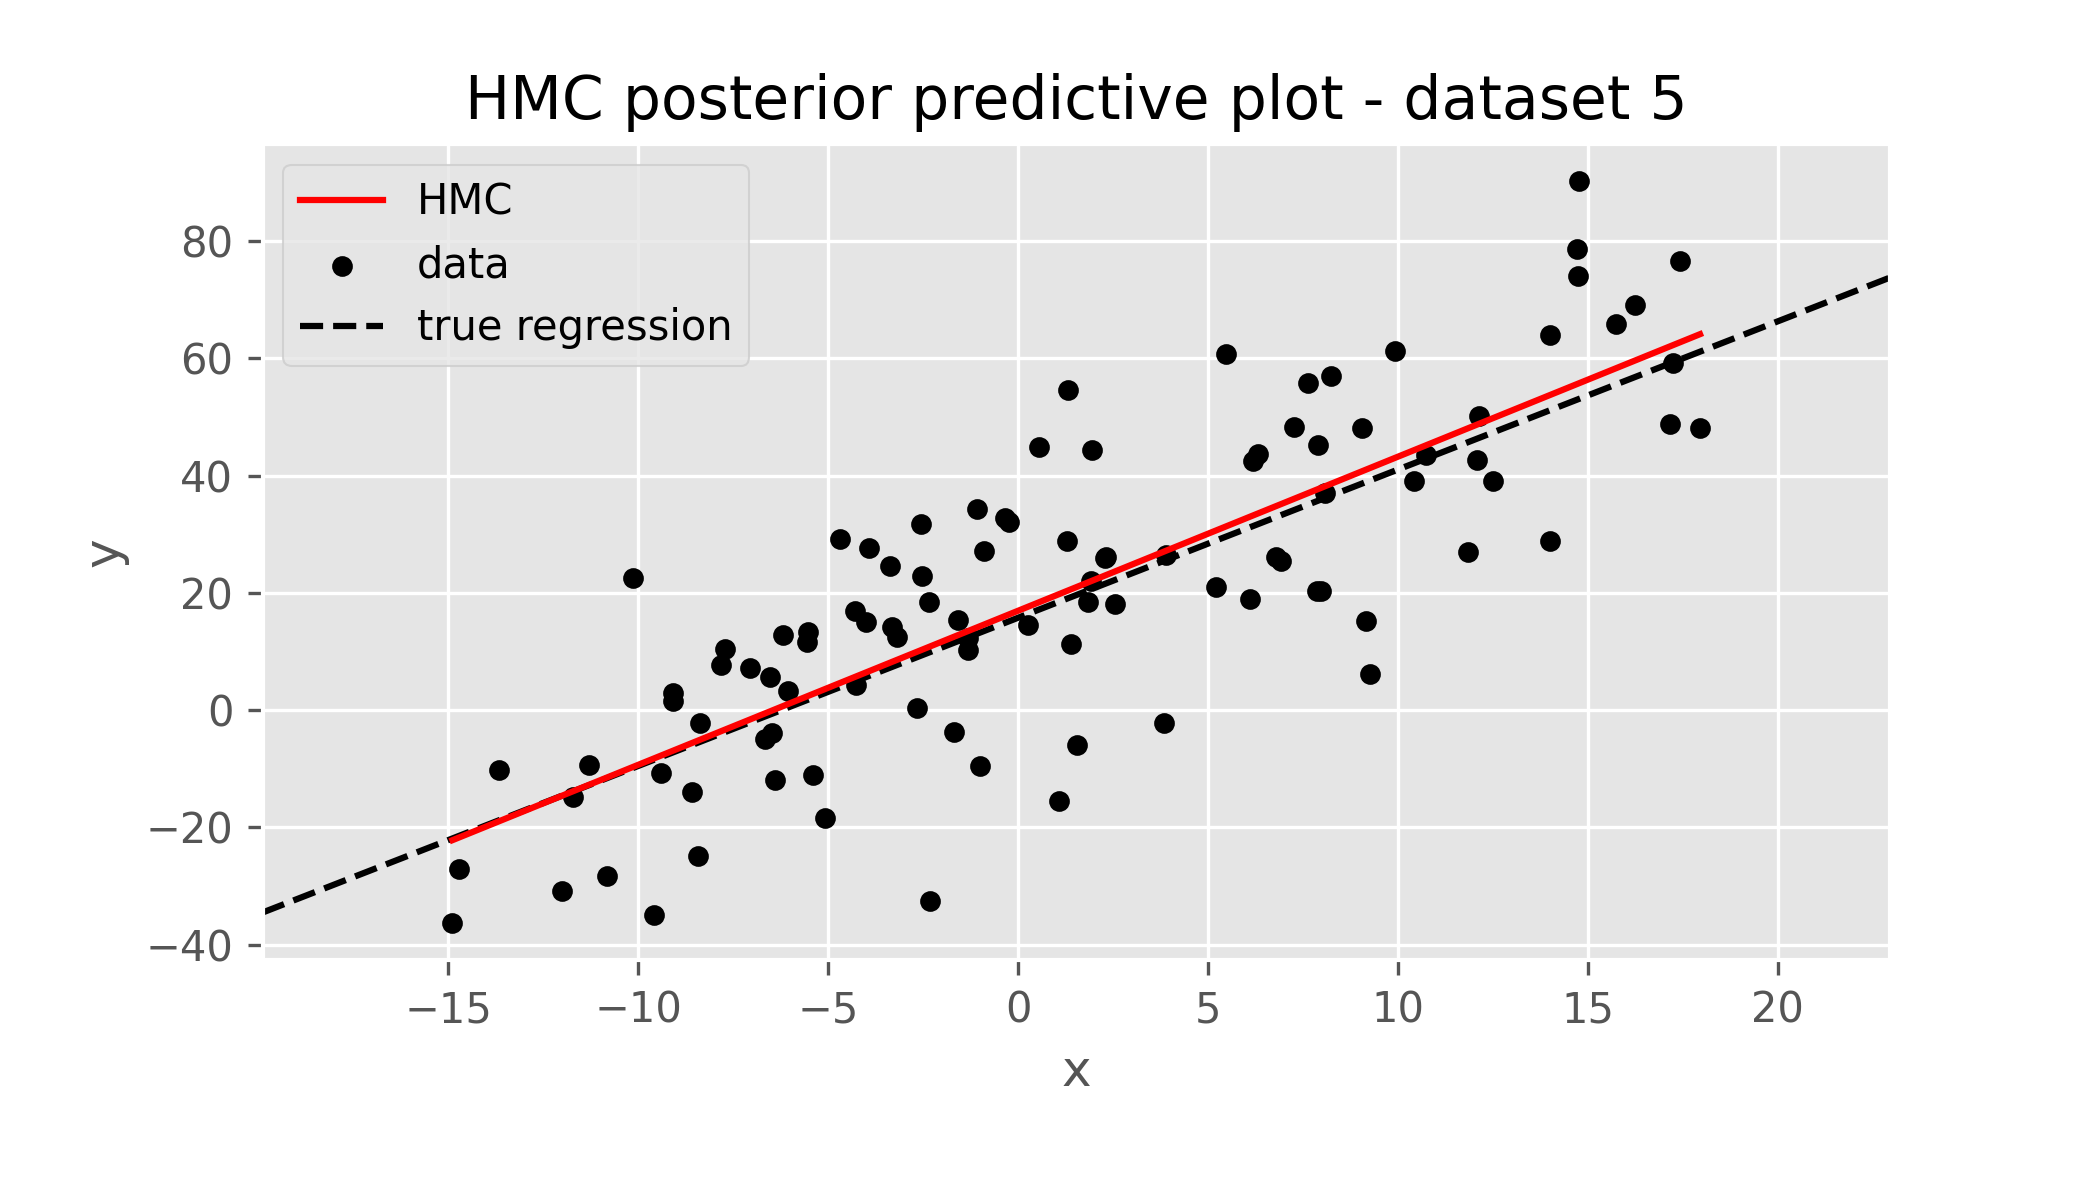 HMC posterior predictive plot - dataset 5
HMC
data
true regression
80
60
40
20
0
−20
−40
y
−15 −10 −5 0 5 10 15 20
x